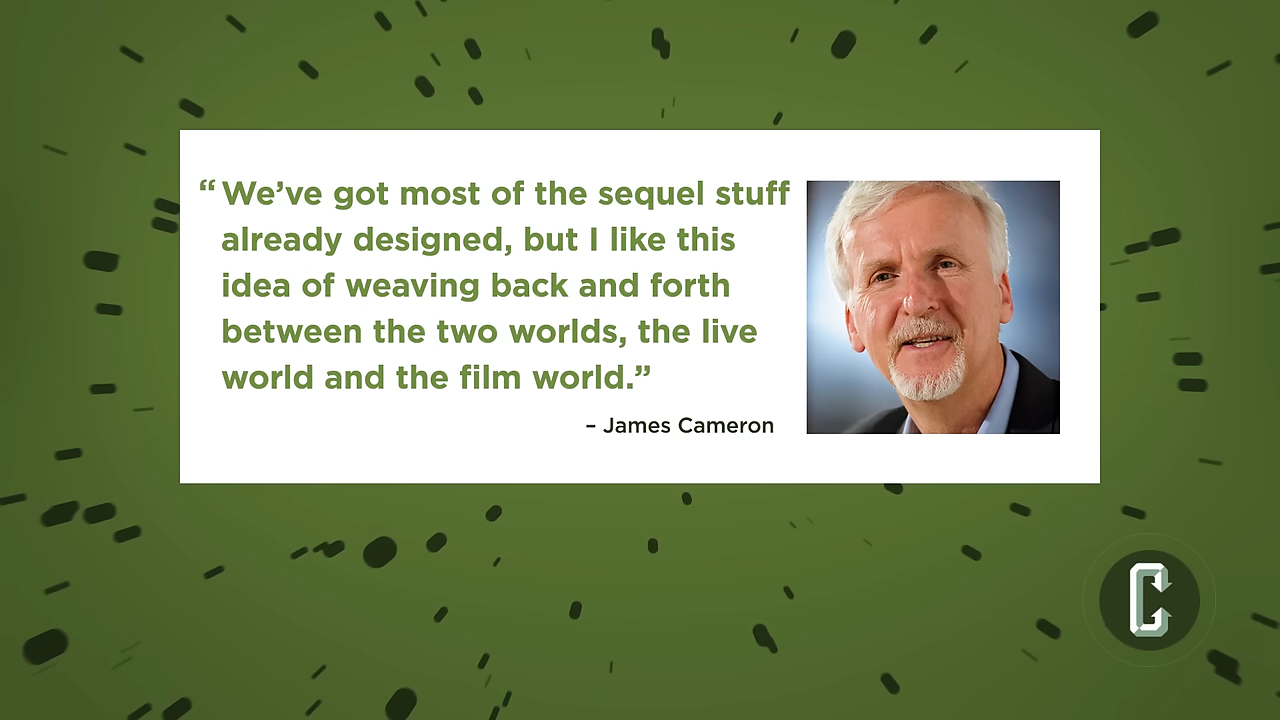 “We’ve got most of the sequel stuff
already designed, but I like this
idea of weaving back and forth
between the two worlds, the live
world and the film world.”
– James Cameron
C